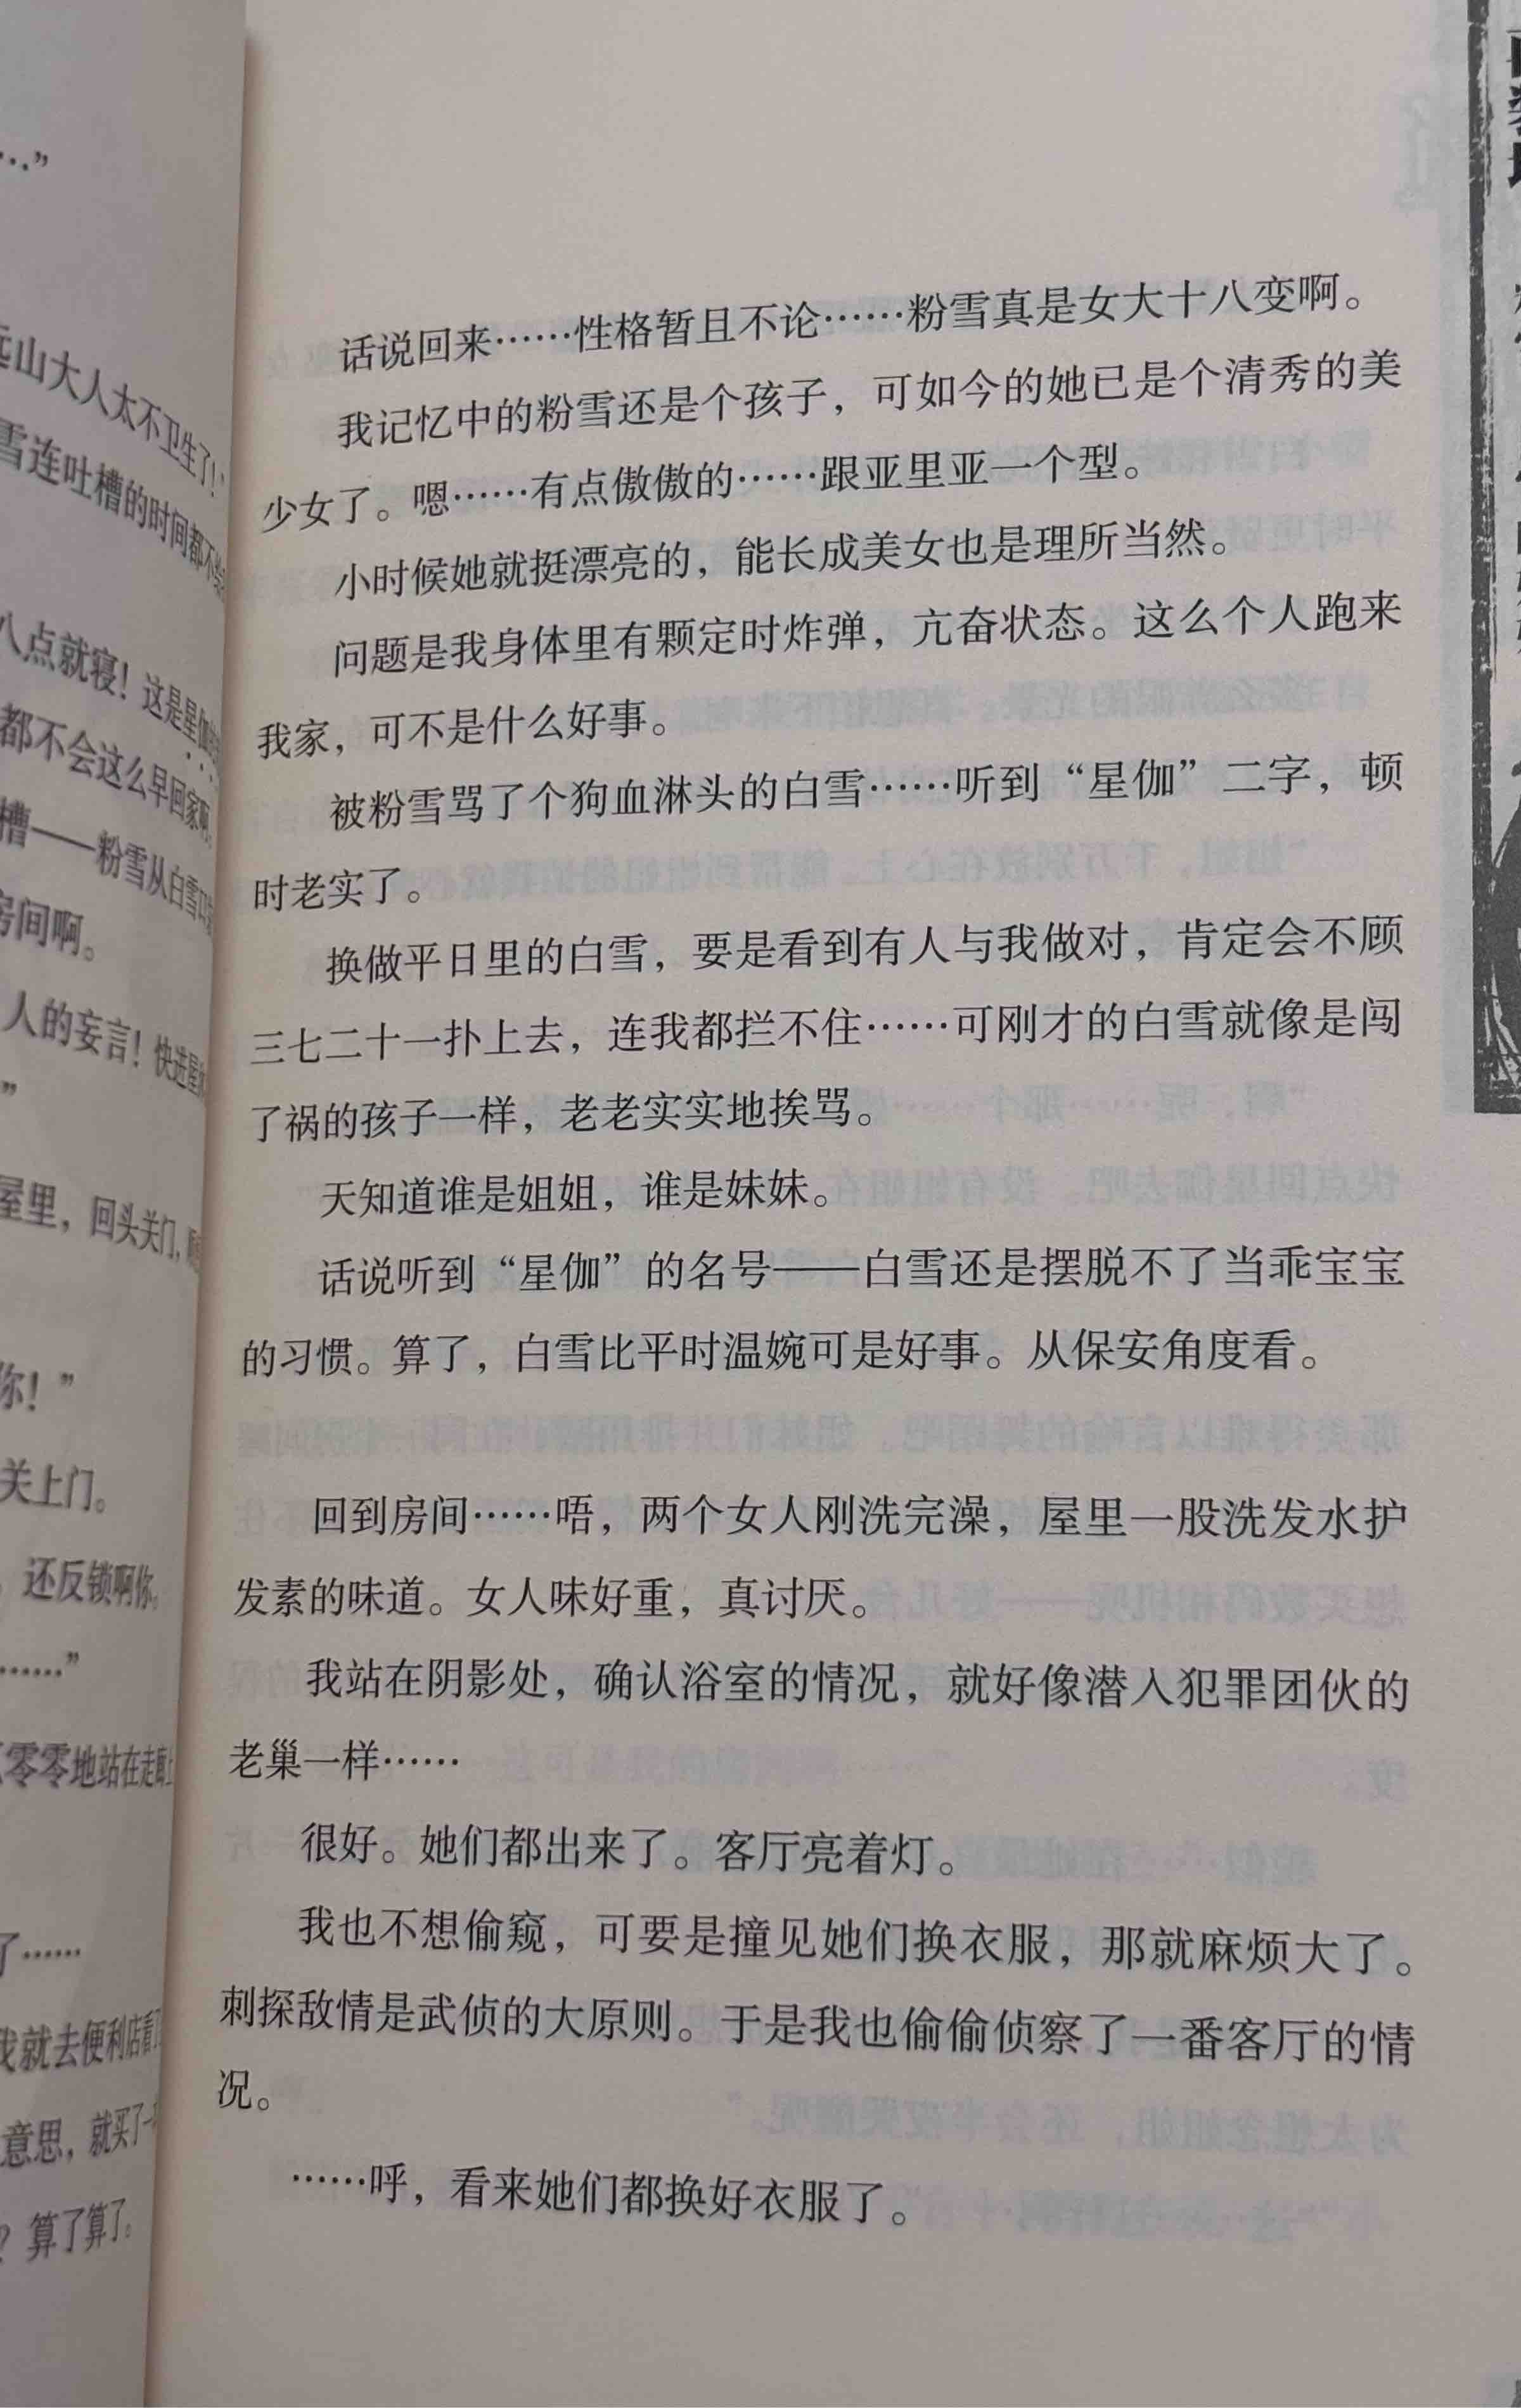 …”
远山大人太不卫生了！
雪连吐槽的时间都不给
八点就寝！这是星伽
都不会这么早回家啊。
槽——粉雪从白雪口
房间啊。
人的妄言！快进屋
”
屋里，回头关门，
你！”
关上门。
，还反锁啊你。
……”
零零地站在走廊上
了……
我就去便利店看了
意思，就买了一
？算了算了。
话说回来……性格暂且不论……粉雪真是女大十八变啊。
我记忆中的粉雪还是个孩子，可如今的她已是个清秀的美
少女了。嗯……有点傲傲的……跟亚里亚一个型。
小时候她就挺漂亮的，能长成美女也是理所当然。
问题是我身体里有颗定时炸弹，亢奋状态。这么个人跑来
我家，可不是什么好事。
被粉雪骂了个狗血淋头的白雪……听到“星伽”二字，顿
时老实了。
换做平日里的白雪，要是看到有人与我做对，肯定会不顾
三七二十一扑上去，连我都拦不住……可刚才的白雪就像是闯
了祸的孩子一样，老老实实地挨骂。
天知道谁是姐姐，谁是妹妹。
话说听到“星伽”的名号——白雪还是摆脱不了当乖宝宝
的习惯。算了，白雪比平时温婉可是好事。从保安角度看。
回到房间……唔，两个女人刚洗完澡，屋里一股洗发水护
发素的味道。女人味好重，真讨厌。
我站在阴影处，确认浴室的情况，就好像潜入犯罪团伙的
老巢一样……
很好。她们都出来了。客厅亮着灯。
我也不想偷窥，可要是撞见她们换衣服，那就麻烦大了。
刺探敌情是武侦的大原则。于是我也偷偷侦察了一番客厅的情
况。
……呼，看来她们都换好衣服了。